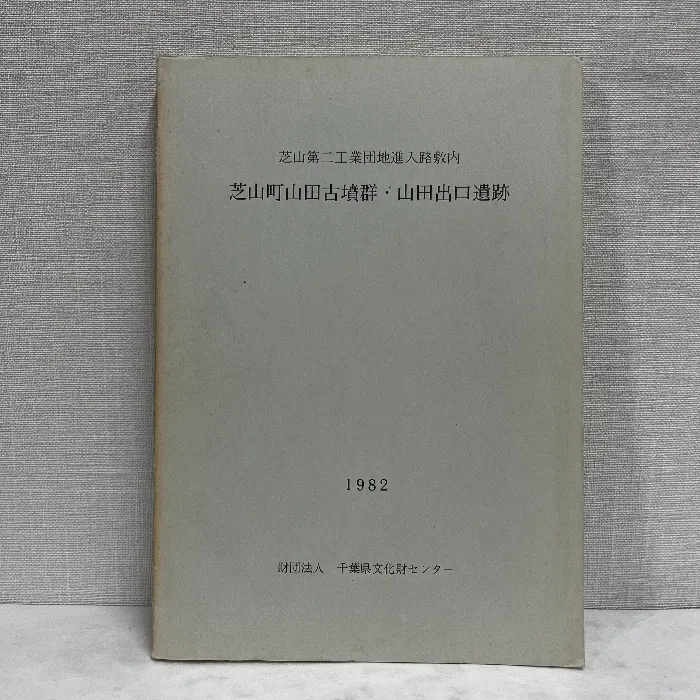 芝山第二工業団地進入路敷内
芝山町山田古墳群・山田出口遺跡
1982
財団法人 千葉県文化財センター